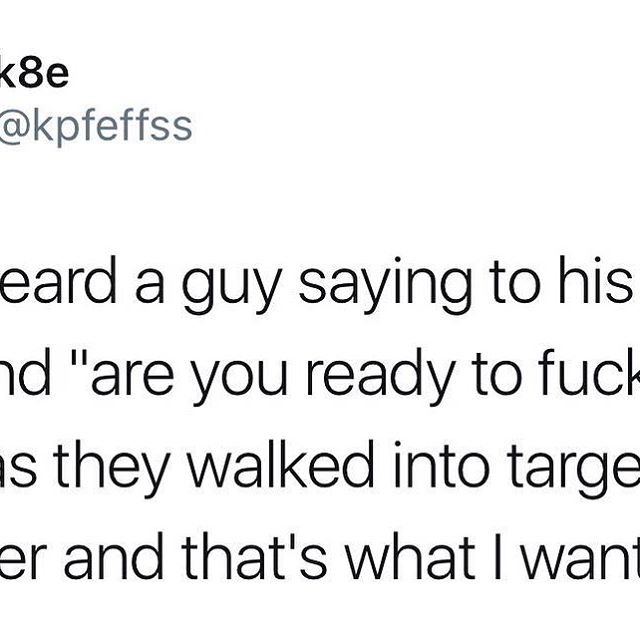 k8e
@kpfeffss
eard a guy saying to his
nd "are you ready to fuck
as they walked into targe
er and that's what I want